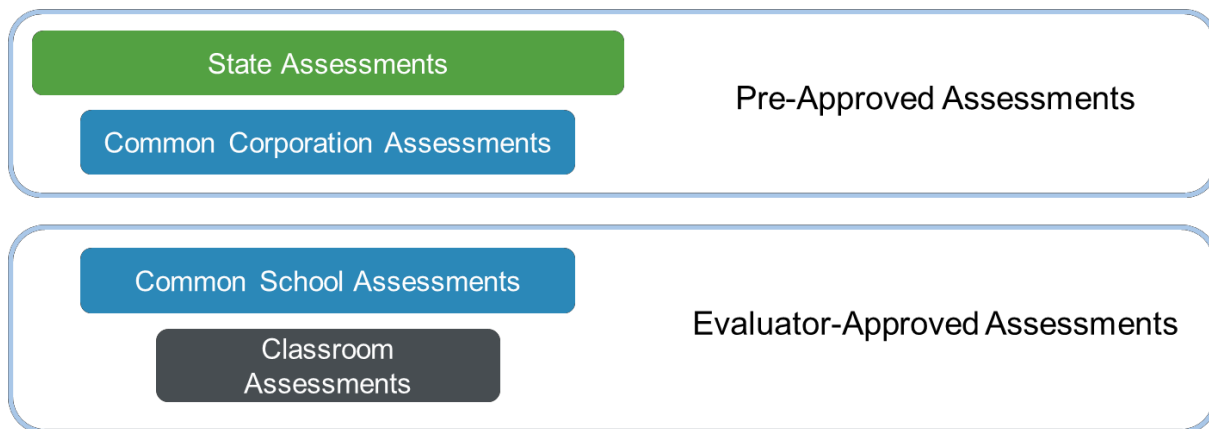 State Assessments
Pre-Approved Assessments
Common Corporation Assessments
Common School Assessments
Evaluator-Approved Assessments
Classroom
Assessments